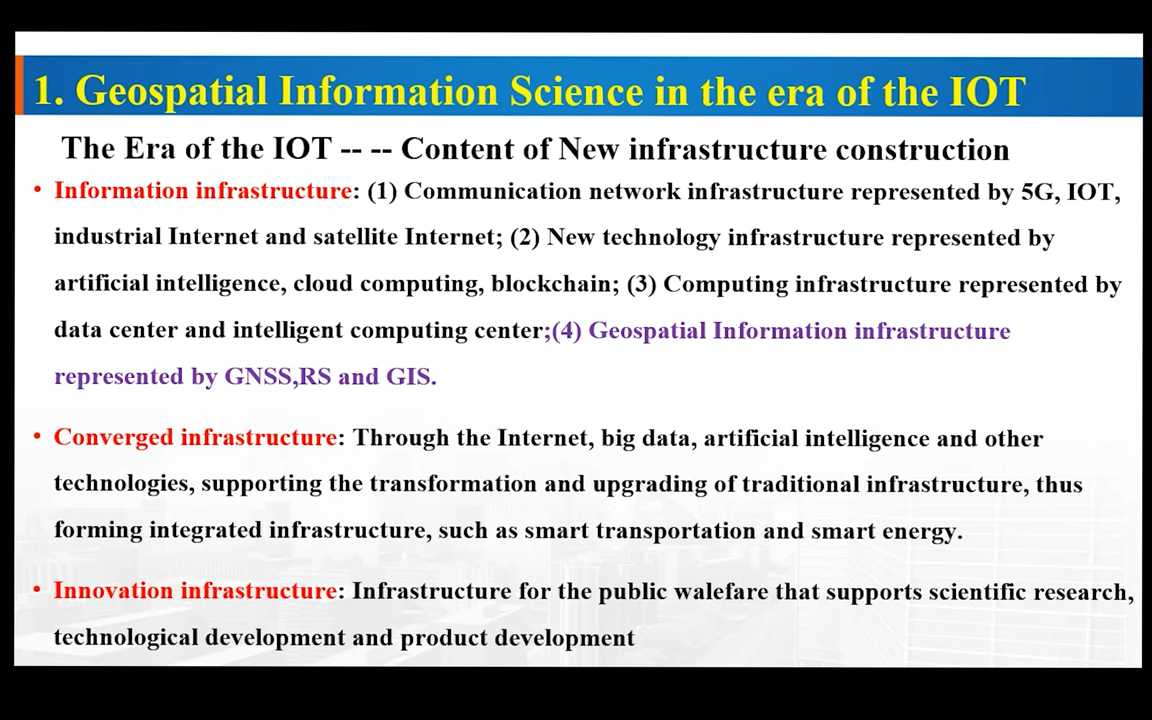 1. Geospatial Information Science in the era of the IOT
The Era of the IOT -- -- Content of New infrastructure construction
• Information infrastructure: (1) Communication network infrastructure represented by 5G, IOT,
industrial Internet and satellite Internet; (2) New technology infrastructure represented by
artificial intelligence, cloud computing, blockchain; (3) Computing infrastructure represented by
data center and intelligent computing center;(4) Geospatial Information infrastructure
represented by GNSS,RS and GIS.
• Converged infrastructure: Through the Internet, big data, artificial intelligence and other
technologies, supporting the transformation and upgrading of traditional infrastructure, thus
forming integrated infrastructure, such as smart transportation and smart energy.
• Innovation infrastructure: Infrastructure for the public walefare that supports scientific research,
technological development and product development